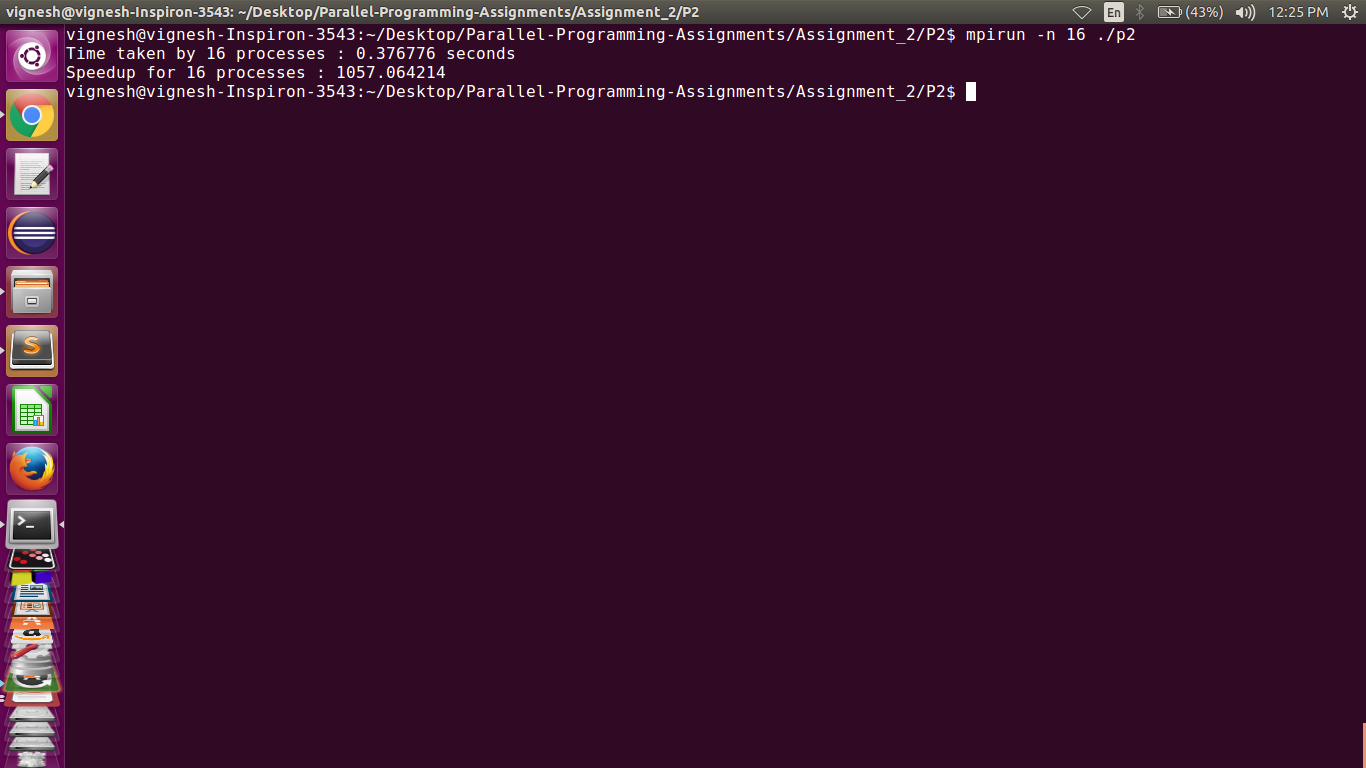 vignesh@vignesh-Inspiron-3543: ~/Desktop/Parallel-Programming-Assignments/Assignment_2/P2
En (43%) 12:25 PM
vignesh@vignesh-Inspiron-3543:~/Desktop/Parallel-Programming-Assignments/Assignment_2/P2$ mpirun -n 16 ./p2
Time taken by 16 processes : 0.376776 seconds
Speedup for 16 processes : 1057.064214
vignesh@vignesh-Inspiron-3543:~/Desktop/Parallel-Programming-Assignments/Assignment_2/P2$